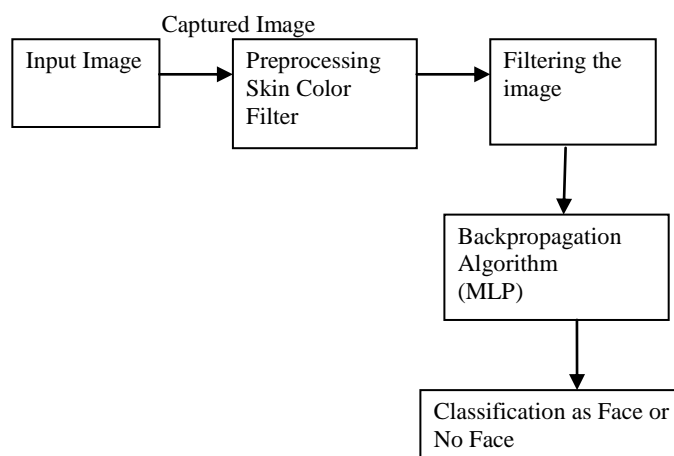 Captured Image
Input Image
Preprocessing
Skin Color
Filter
Filtering the
image
Backpropagation
Algorithm
(MLP)
Classification as Face or
No Face